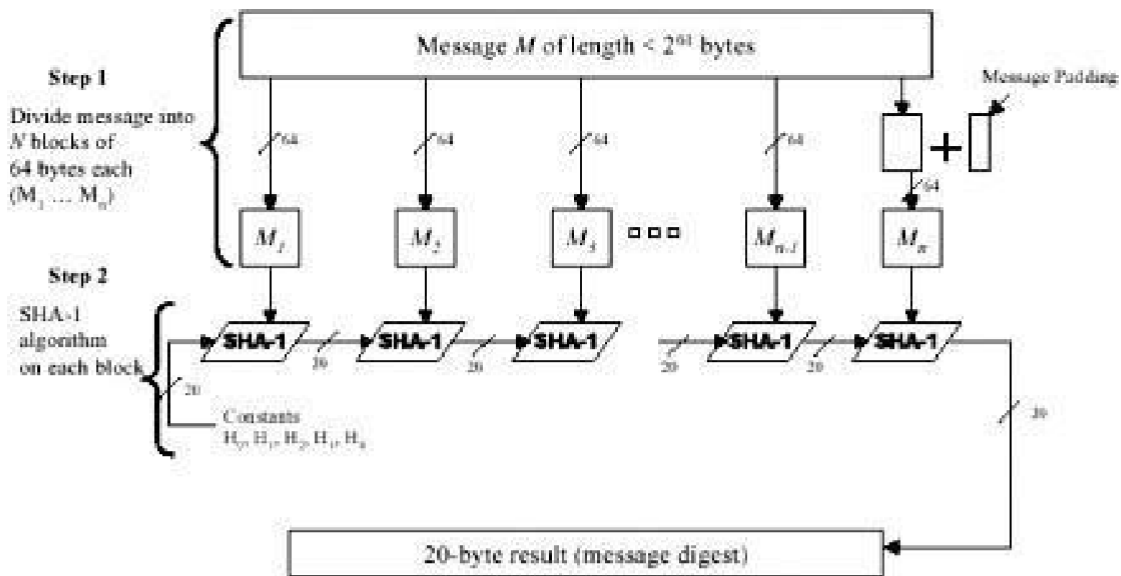 Message M of length < 2⁶¹ bytes
Step 1
Message Padding
Divide message into
N blocks of
64 bytes each
(M₁ … Mₙ)
64
64
64
64
+
64
M₁
M₂
M₃
Mₙ₋₁
Mₙ
Step 2
SHA-1
algorithm
on each block
SHA-1
SHA-1
SHA-1
SHA-1
SHA-1
20
20
20
20
20
20
Constants
H₀, H₁, H₂, H₃, H₄
20-byte result (message digest)